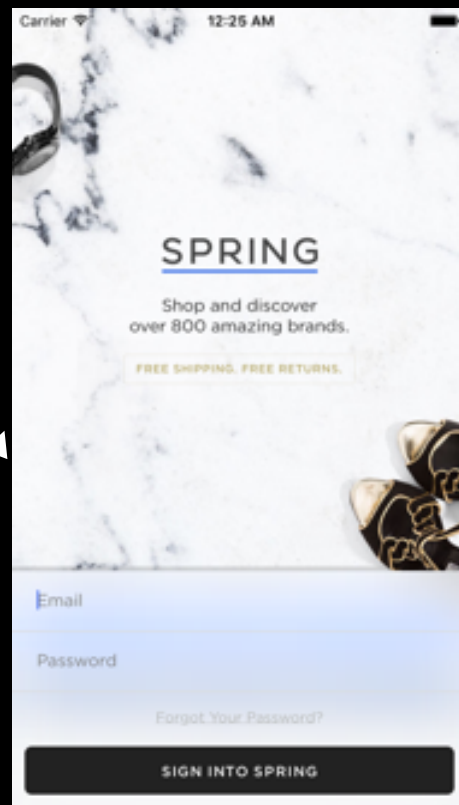 Carrier 12:25 AM
SPRING
Shop and discover
over 800 amazing brands.
FREE SHIPPING. FREE RETURNS.
Email
Password
Forgot Your Password?
SIGN INTO SPRING